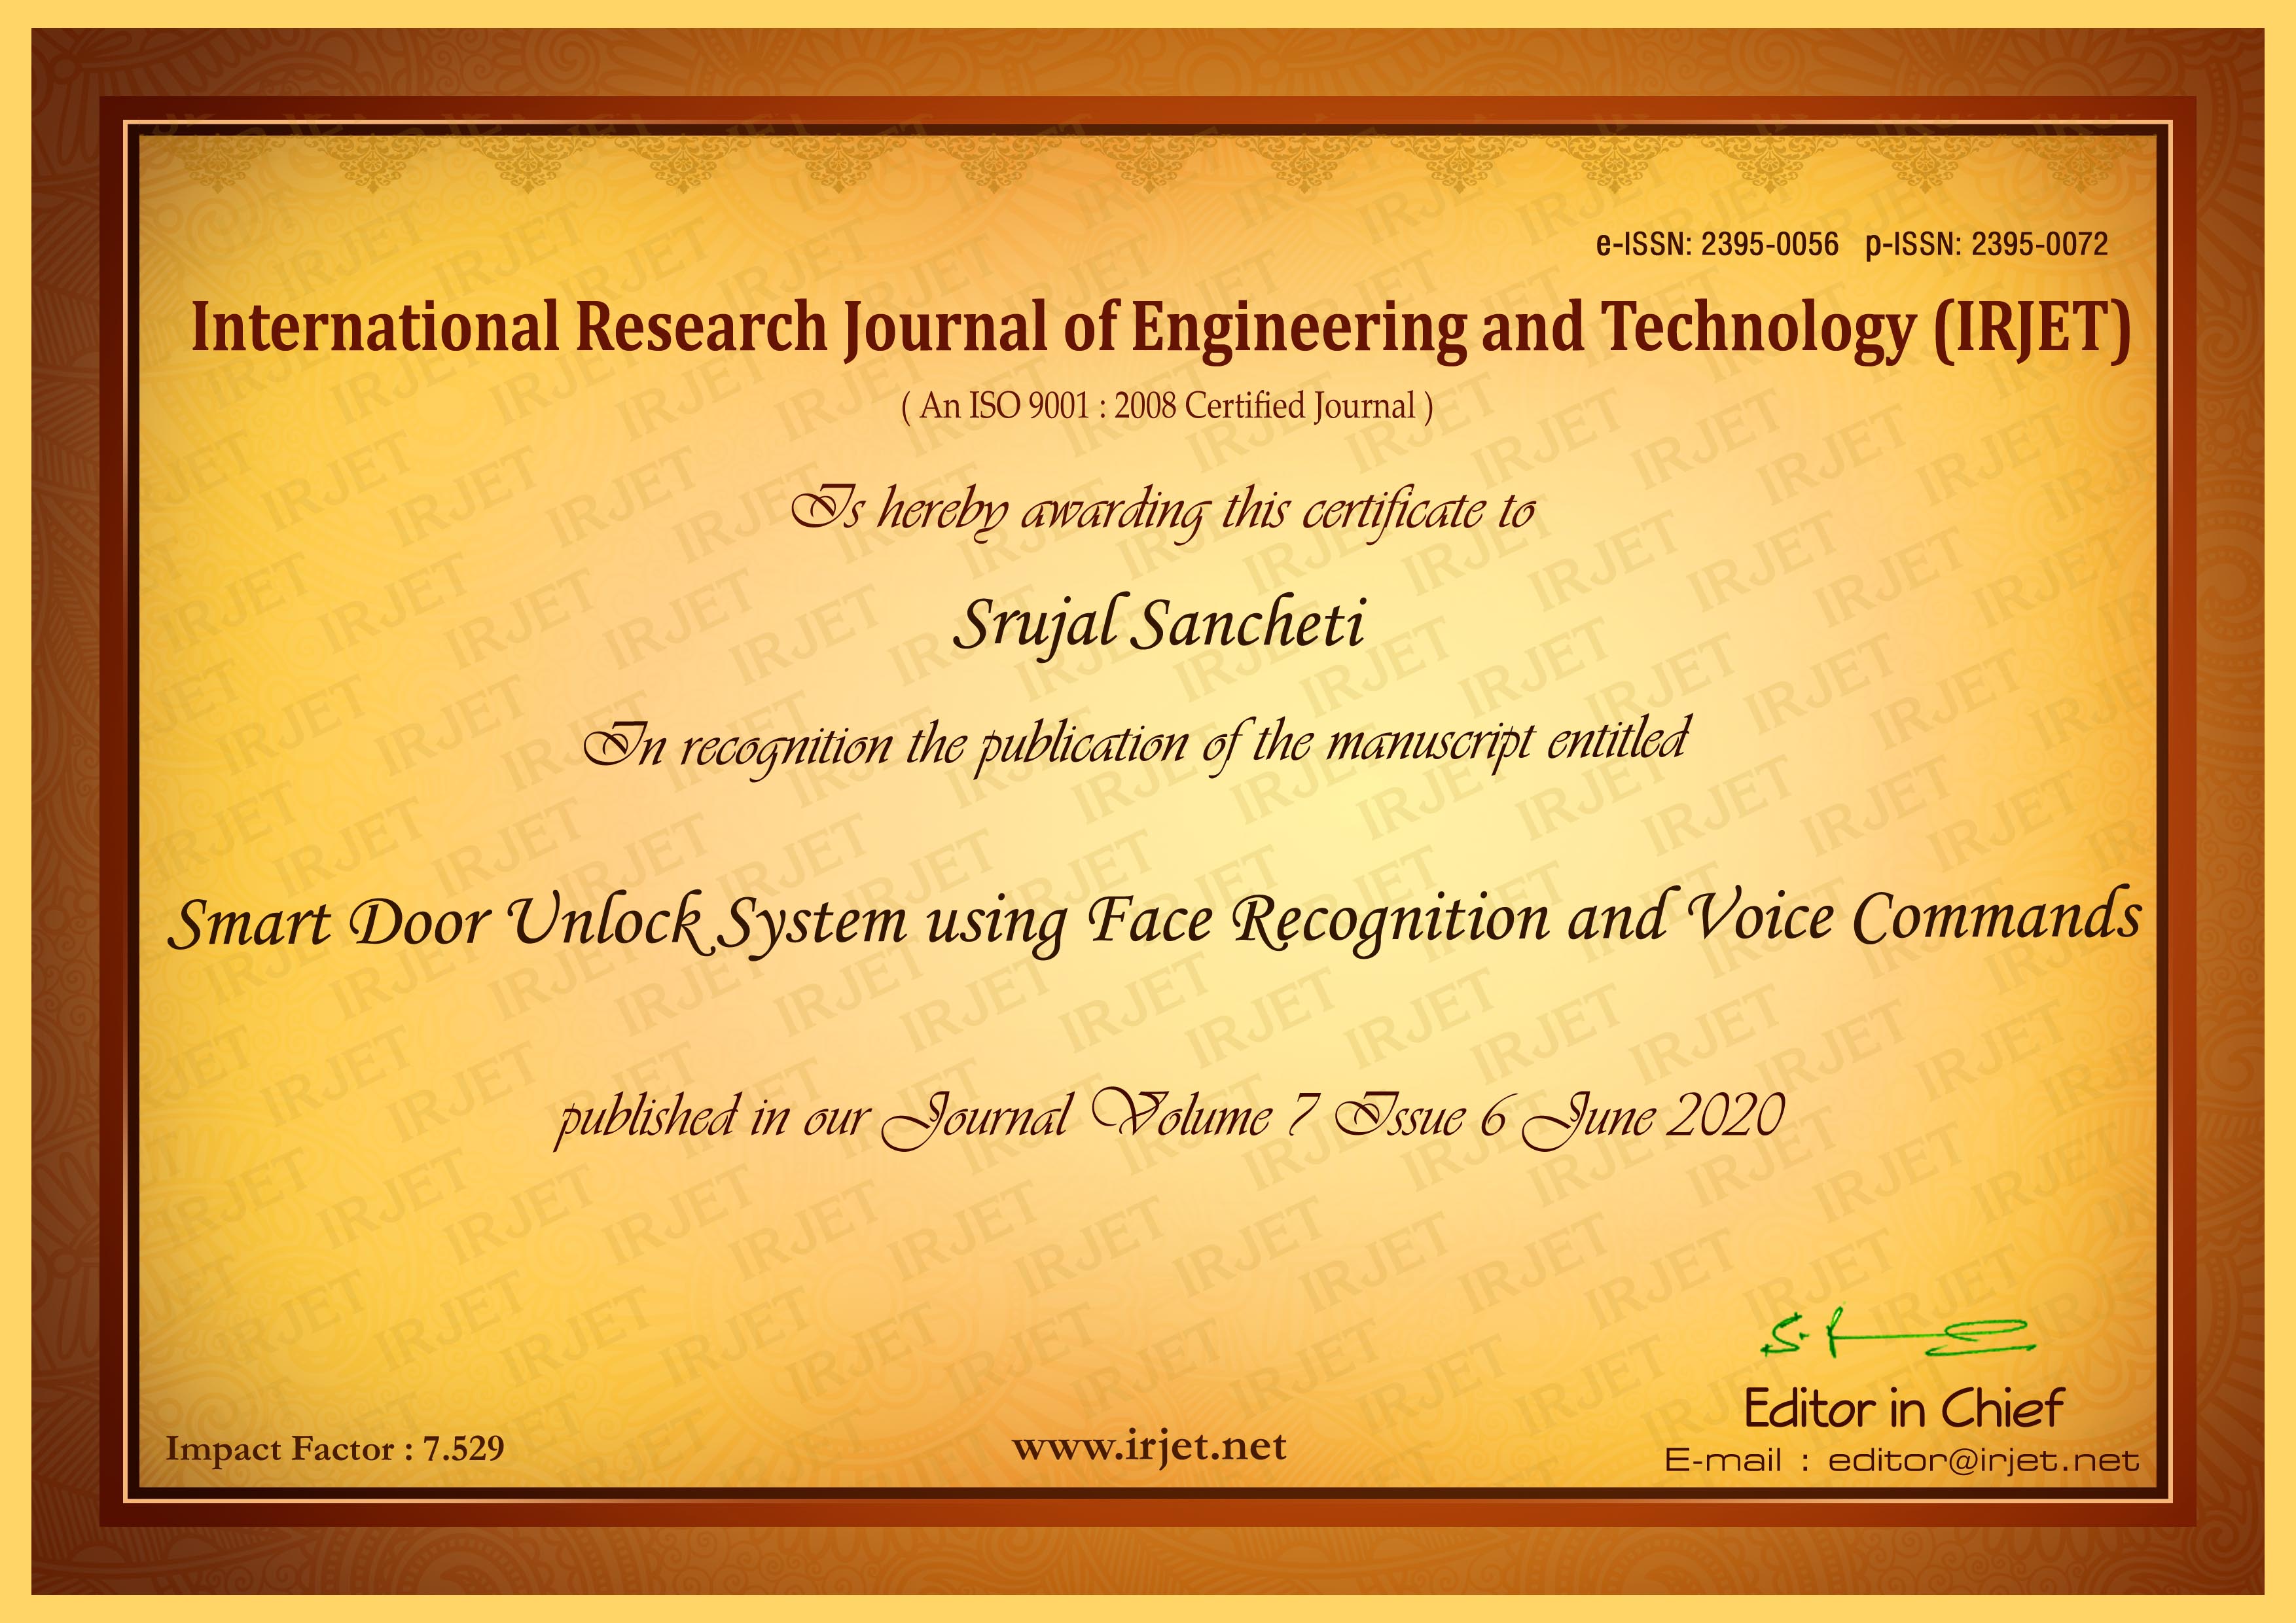 e-ISSN: 2395-0056 p-ISSN: 2395-0072
International Research Journal of Engineering and Technology (IRJET)
( An ISO 9001 : 2008 Certified Journal )
Is hereby awarding this certificate to
Srujal Sancheti
In recognition the publication of the manuscript entitled
Smart Door Unlock System using Face Recognition and Voice Commands
published in our Journal Volume 7 Issue 6 June 2020
Editor in Chief
Impact Factor : 7.529
www.irjet.net
E-mail : editor@irjet.net